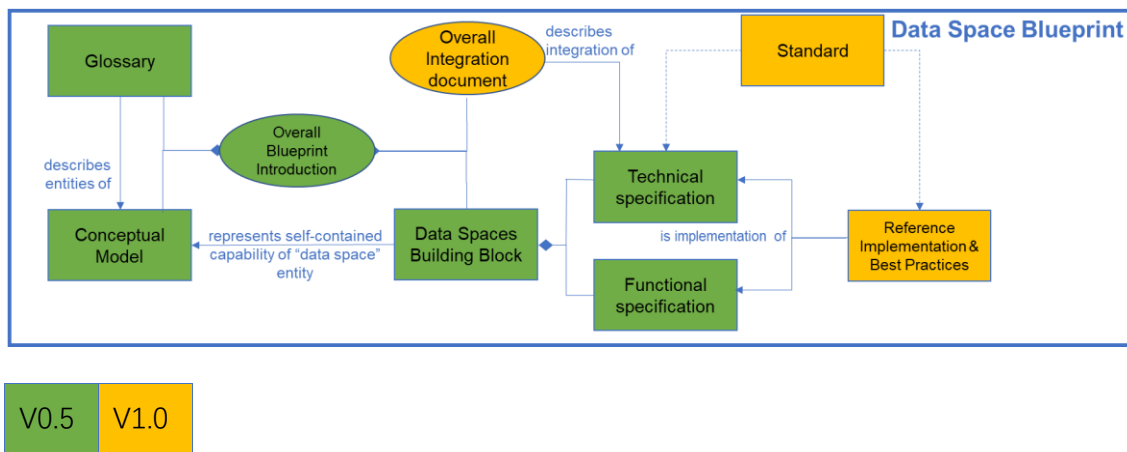 Data Space Blueprint
Glossary
Overall
Integration
document
describes
integration of
Standard
Overall
Blueprint
Introduction
describes
entities of
Technical
specification
Conceptual
Model
represents self-contained
capability of “data space”
entity
Data Spaces
Building Block
is implementation of
Reference
Implementation &
Best Practices
Functional
specification
V0.5
V1.0